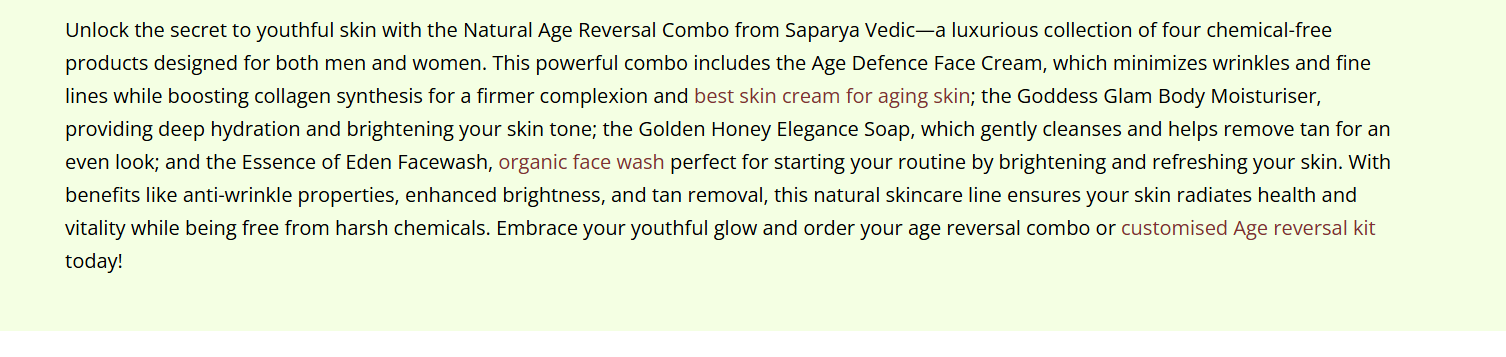 Unlock the secret to youthful skin with the Natural Age Reversal Combo from Saparya Vedic—a luxurious collection of four chemical-free
products designed for both men and women. This powerful combo includes the Age Defence Face Cream, which minimizes wrinkles and fine
lines while boosting collagen synthesis for a firmer complexion and best skin cream for aging skin; the Goddess Glam Body Moisturiser,
providing deep hydration and brightening your skin tone; the Golden Honey Elegance Soap, which gently cleanses and helps remove tan for an
even look; and the Essence of Eden Facewash, organic face wash perfect for starting your routine by brightening and refreshing your skin. With
benefits like anti-wrinkle properties, enhanced brightness, and tan removal, this natural skincare line ensures your skin radiates health and
vitality while being free from harsh chemicals. Embrace your youthful glow and order your age reversal combo or customised Age reversal kit
today!